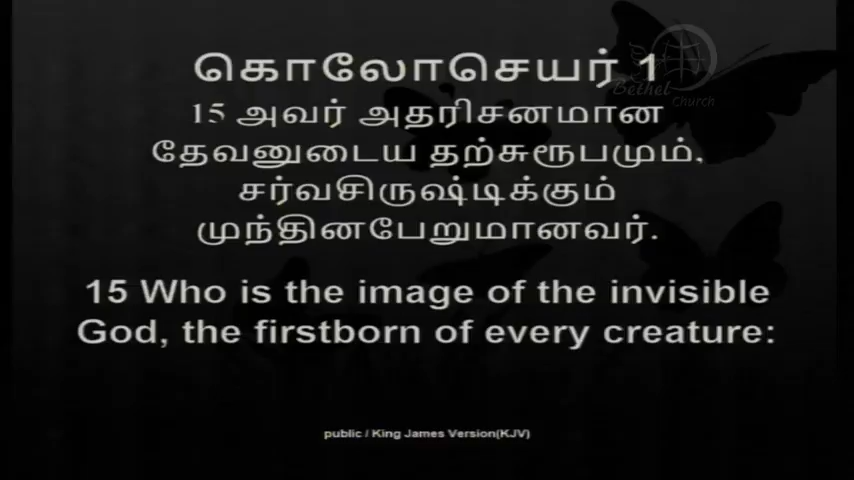 கொலோசெயர் 1
Bethel
Church
15 அவர் அதரிசனமான
தேவனுடைய தற்சுரூபமும்,
சர்வசிருஷ்டிக்கும்
முந்தினபேறுமானவர்.
15 Who is the image of the invisible
God, the firstborn of every creature:
public / King James Version(KJV)